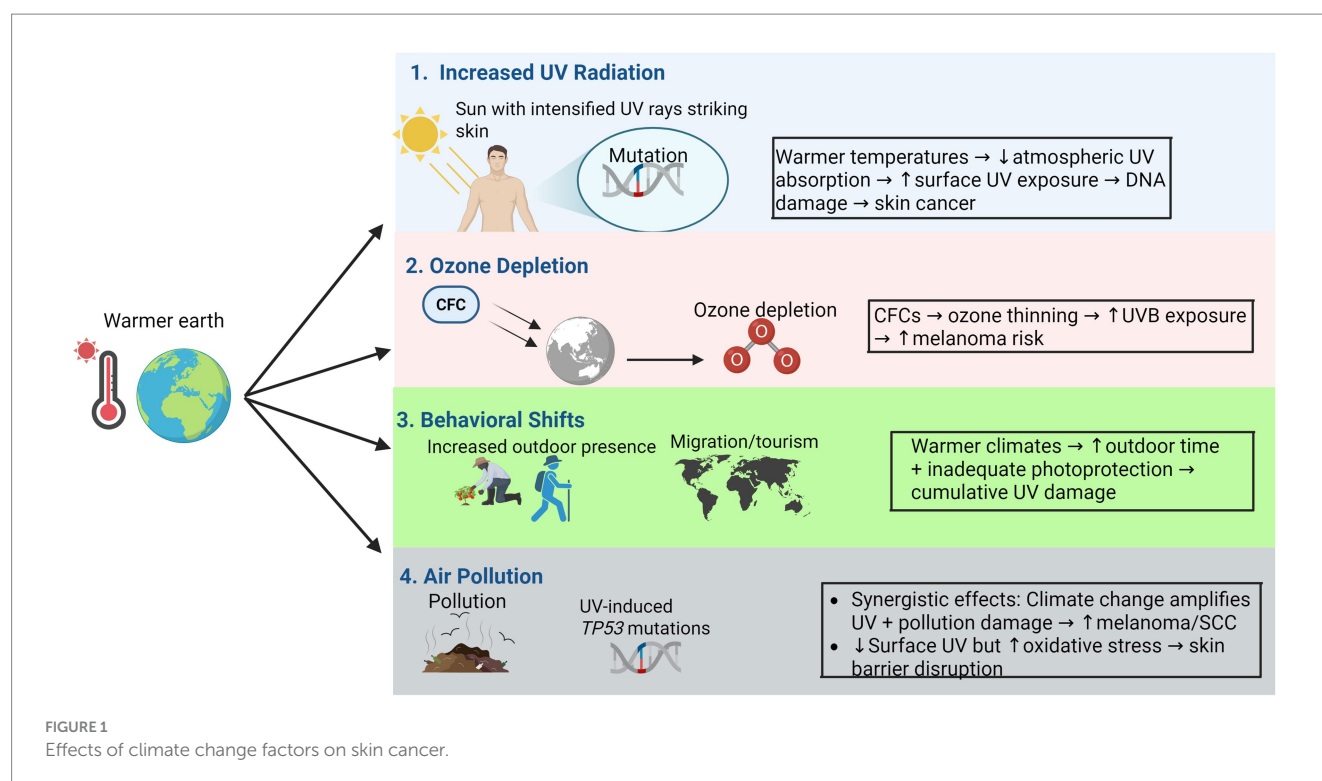 1. Increased UV Radiation
Sun with intensified UV rays striking
skin
Mutation
Warmer temperatures → ↓atmospheric UV
absorption → ↑surface UV exposure → DNA
damage → skin cancer
2. Ozone Depletion
CFC
Ozone depletion
O
O
O
CFCs → ozone thinning → ↑UVB exposure
→ ↑melanoma risk
Warmer earth
3. Behavioral Shifts
Increased outdoor presence
Migration/tourism
Warmer climates → ↑outdoor time
+ inadequate photoprotection →
cumulative UV damage
4. Air Pollution
Pollution
UV-induced
TP53 mutations
• Synergistic effects: Climate change amplifies
UV + pollution damage → ↑melanoma/SCC
• ↓Surface UV but ↑oxidative stress → skin
barrier disruption
FIGURE 1
Effects of climate change factors on skin cancer.